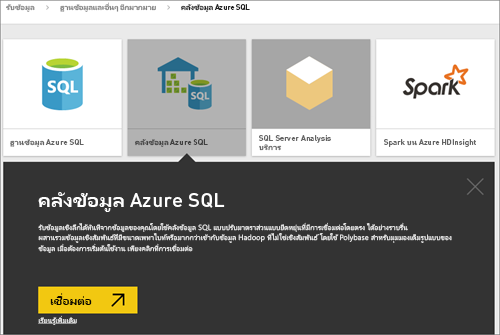 รับข้อมูล > ฐานข้อมูลและอื่นๆ อีกมากมาย > คลังข้อมูล Azure SQL
SQL
SQL
Spark
ฐานข้อมูล Azure SQL
คลังข้อมูล Azure SQL
SQL Server Analysis
บริการ
Spark บน Azure HDInsight
คลังข้อมูล Azure SQL
รับข้อมูลเชิงลึกได้ทันทีจากข้อมูลของคุณโดยใช้คลังข้อมูล SQL แบบปรับมาตราส่วนแบบยืดหยุ่นที่มีการเชื่อมต่อโดยตรง ได้อย่างราบรื่น
ผสานรวมข้อมูลเชิงสัมพันธ์ที่มีขนาดเพทาไบท์หรือมากกว่าเข้ากับข้อมูล Hadoop ที่ไม่ใช่เชิงสัมพันธ์ โดยใช้ Polybase สำหรับมุมมองเต็มรูปแบบของ
ข้อมูล เมื่อต้องการเริ่มต้นใช้งาน เพียงคลิกที่การเชื่อมต่อ
เชื่อมต่อ
เรียนรู้เพิ่มเติม